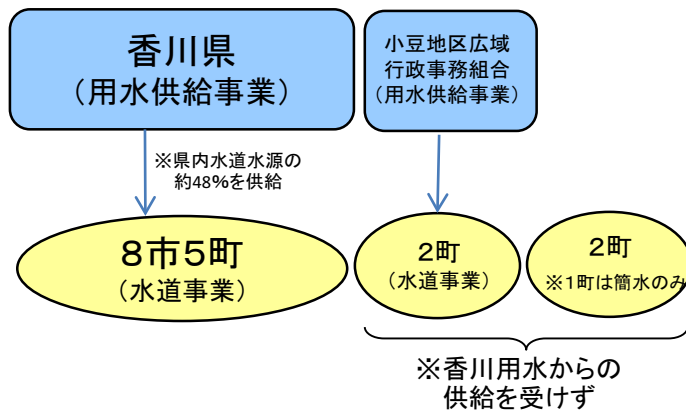 香川県
（用水供給事業）
小豆地区広域
行政事務組合
（用水供給事業）
※県内水道水源の
約48%を供給
８市５町
（水道事業）
２町
（水道事業）
２町
※1町は簡水のみ
※香川用水からの
供給を受けず